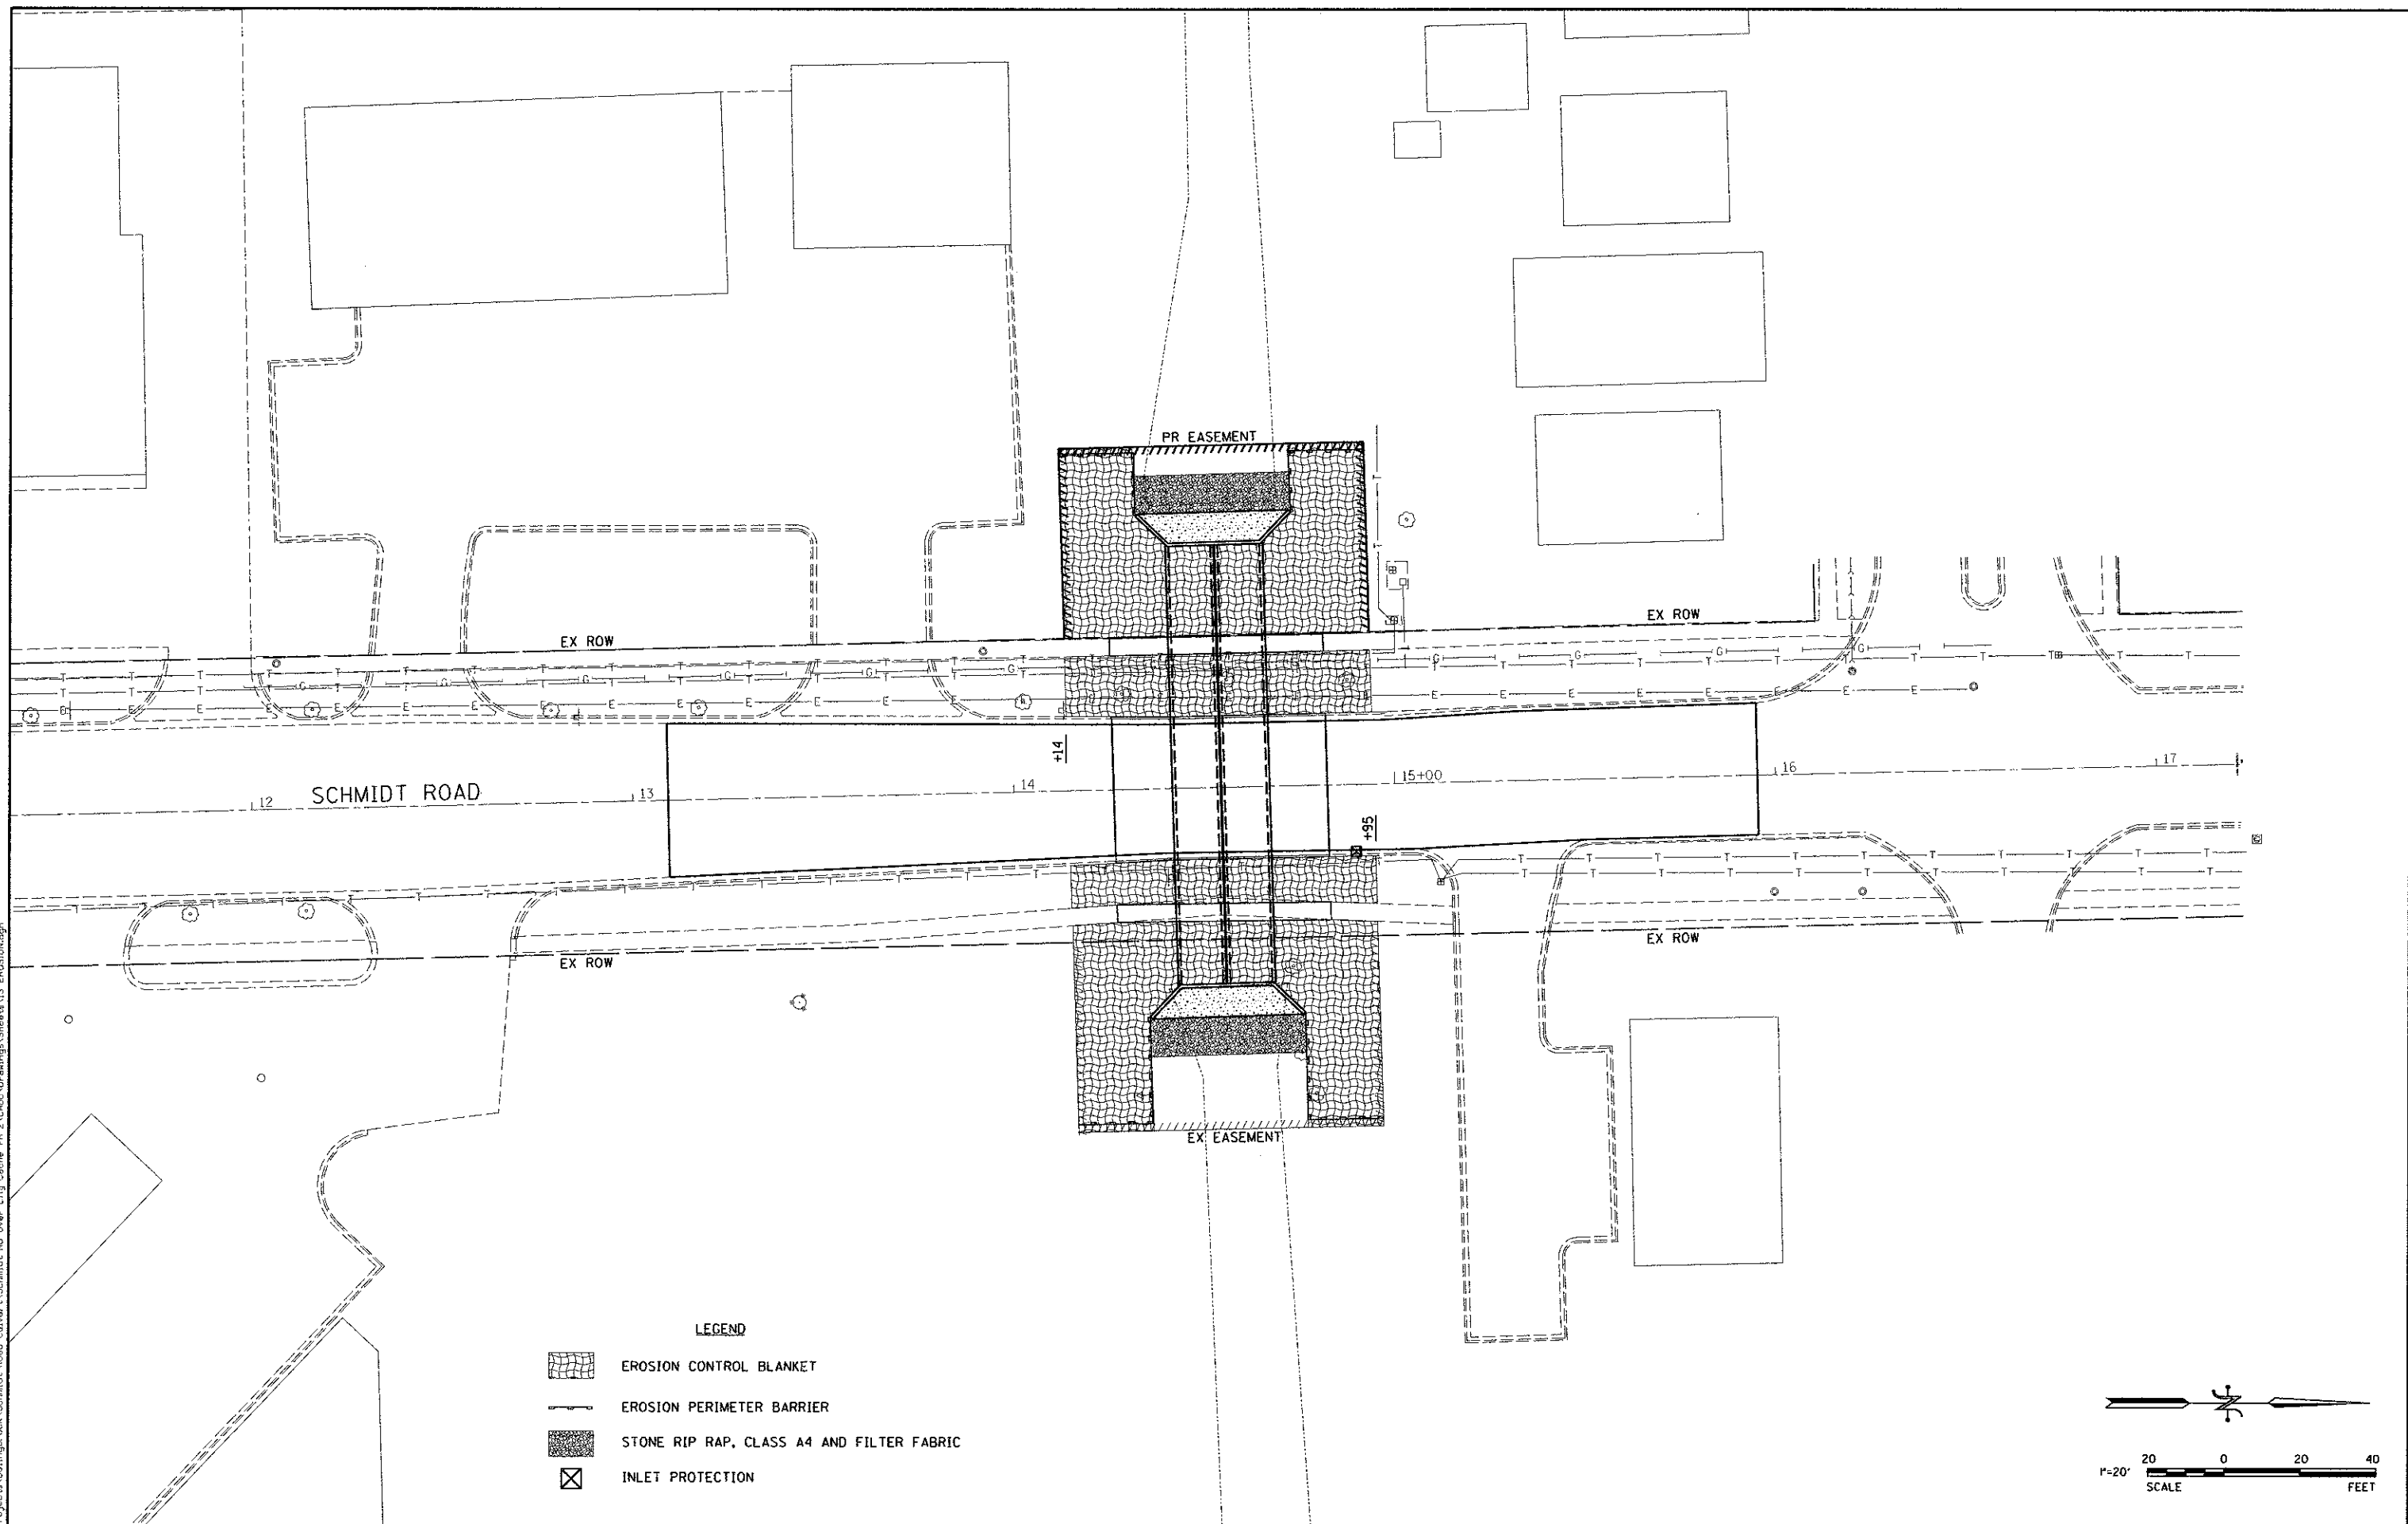 PR EASEMENT
EX ROW
EX ROW
+14
SCHMIDT ROAD
12
13
14
15+00
16
17
+95
EX ROW
EX ROW
EX EASEMENT
LEGEND
EROSION CONTROL BLANKET
EROSION PERIMETER BARRIER
STONE RIP RAP, CLASS A4 AND FILTER FABRIC
INLET PROTECTION
1"=20'
20 0 20 40
SCALE FEET